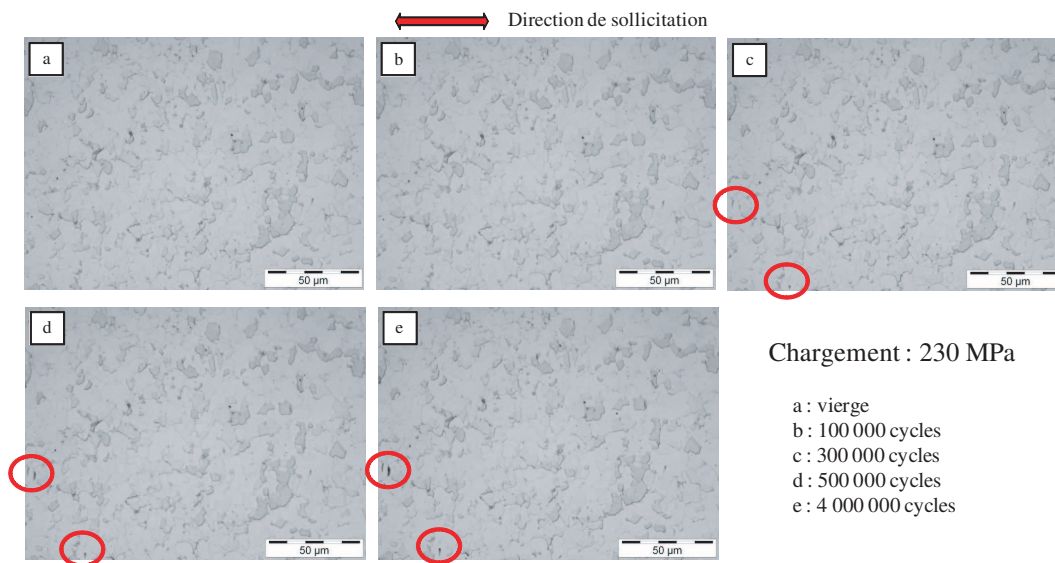 Direction de sollicitation
a
b
c
50 µm
50 µm
50 µm
d
e
50 µm
50 µm
Chargement : 230 MPa
a : vierge
b : 100 000 cycles
c : 300 000 cycles
d : 500 000 cycles
e : 4 000 000 cycles